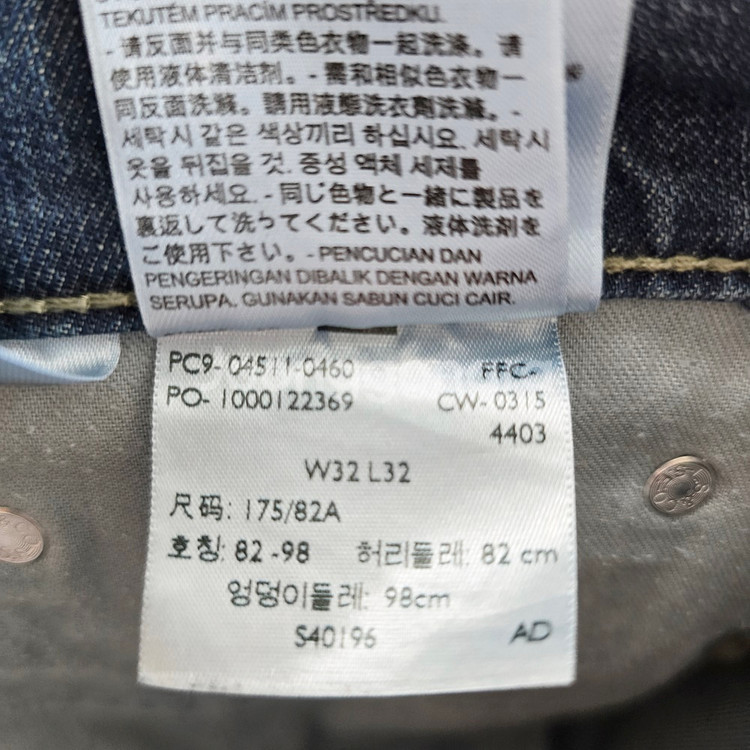 TEKUTÉM PRACÍM PROSTŘEDKU.
- 请反面并与同类色衣物一起洗涤。请
使用液体清洁剂。- 需和相似色衣物一
同反面洗滌。請用液態洗衣劑洗滌。-
세탁시 같은 색상끼리 하십시요. 세탁시
옷을 뒤집을 것. 중성 액체 세제를
사용하세요. - 同じ色物と一緒に製品を
裏返して洗ってください。液体洗剤を
ご使用下さい。- PENCUCIAN DAN
PENGERINGAN DIBALIK DENGAN WARNA
SERUPA. GUNAKAN SABUN CUCI CAIR.
PC9- 04511-0460 FFC-
PO- 1000122369 CW- 0315
4403
W32 L32
尺码: 175/82A
호칭: 82 -98 허리둘레: 82 cm
엉덩이둘레: 98cm
S40196 AD